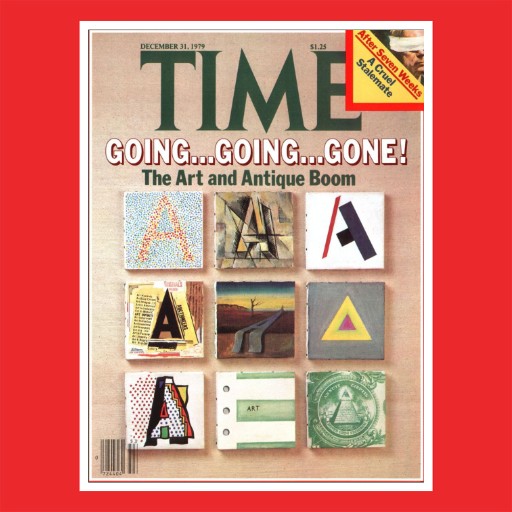 DECEMBER 31, 1979 $1.25
TIME
After Seven Weeks
A Cruel
Stalemate
GOING...GOING...GONE!
The Art and Antique Boom
A A A
A
A
ART